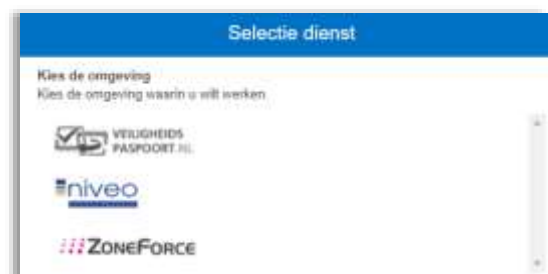 Selectie dienst
Kies de omgeving
Kies de omgeving waarin u wilt werken
VEILIGHEIDS
PASPOORT.NL
niveo
ZONEFORCE